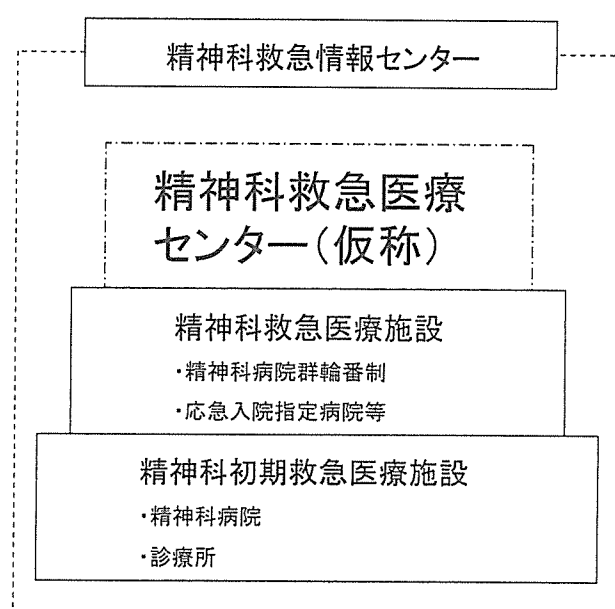 精神科救急情報センター
精神科救急医療
センター(仮称)
精神科救急医療施設
・精神科病院群輪番制
・応急入院指定病院等
精神科初期救急医療施設
・精神科病院
・診療所